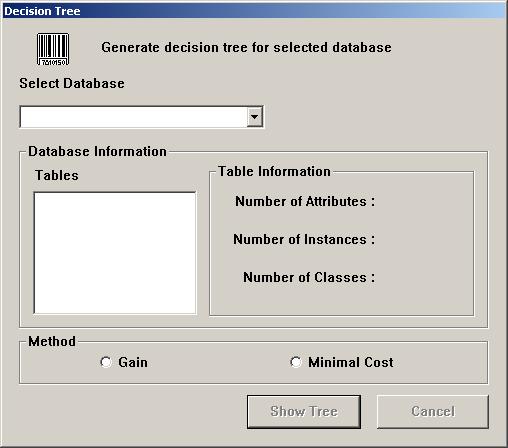 Decision Tree
7A10150
Generate decision tree for selected database
Select Database
Database Information
Tables
Table Information
Number of Attributes :
Number of Instances :
Number of Classes :
Method
Gain
Minimal Cost
Show Tree
Cancel